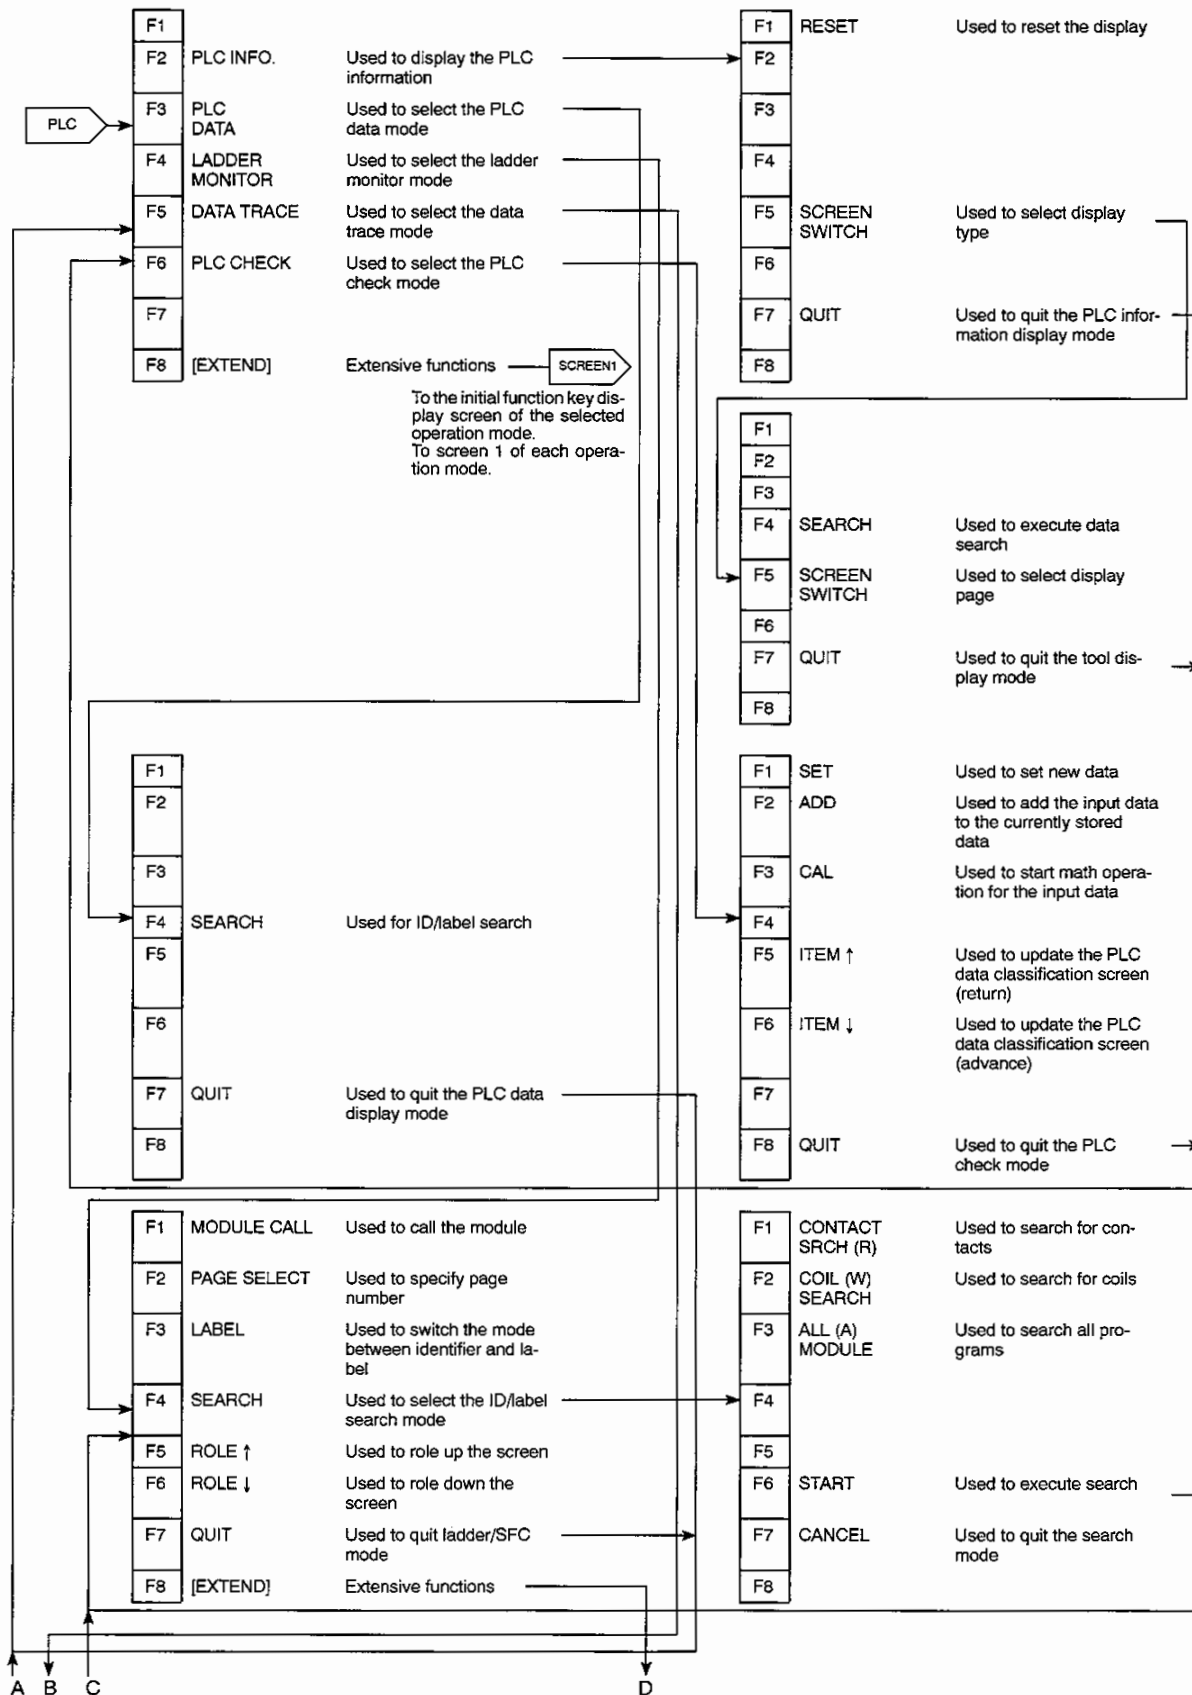 PLC
F1
F2 PLC INFO. Used to display the PLC
information
F3 PLC Used to select the PLC
DATA data mode
F4 LADDER Used to select the ladder
MONITOR monitor mode
F5 DATA TRACE Used to select the data
trace mode
F6 PLC CHECK Used to select the PLC
check mode
F7
F8 [EXTEND] Extensive functions SCREEN1
To the initial function key dis-
play screen of the selected
operation mode.
To screen 1 of each opera-
tion mode.
F1 RESET Used to reset the display
F2
F3
F4
F5 SCREEN Used to select display
SWITCH type
F6
F7 QUIT Used to quit the PLC infor-
mation display mode
F8
F1
F2
F3
F4 SEARCH Used to execute data
search
F5 SCREEN Used to select display
SWITCH page
F6
F7 QUIT Used to quit the tool dis-
play mode
F8
F1
F2
F3
F4 SEARCH Used for ID/label search
F5
F6
F7 QUIT Used to quit the PLC data
display mode
F8
F1 SET Used to set new data
F2 ADD Used to add the input data
to the currently stored
data
F3 CAL Used to start math opera-
tion for the input data
F4
F5 ITEM ↑ Used to update the PLC
data classification screen
(return)
F6 ITEM ↓ Used to update the PLC
data classification screen
(advance)
F7
F8 QUIT Used to quit the PLC
check mode
F1 MODULE CALL Used to call the module
F2 PAGE SELECT Used to specify page
number
F3 LABEL Used to switch the mode
between identifier and la-
bel
F4 SEARCH Used to select the ID/label
search mode
F5 ROLE ↑ Used to role up the screen
F6 ROLE ↓ Used to role down the
screen
F7 QUIT Used to quit ladder/SFC
mode
F8 [EXTEND] Extensive functions
F1 CONTACT Used to search for con-
SRCH (R) tacts
F2 COIL (W) Used to search for coils
SEARCH
F3 ALL (A) Used to search all pro-
MODULE grams
F4
F5
F6 START Used to execute search
F7 CANCEL Used to quit the search
mode
F8
A B C D